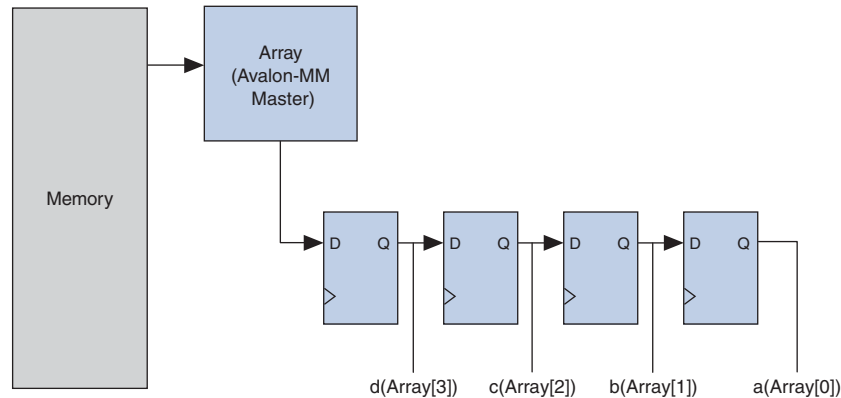 Array
(Avalon-MM
Master)
Memory
D Q D Q D Q D Q
d(Array[3]) c(Array[2]) b(Array[1]) a(Array[0])